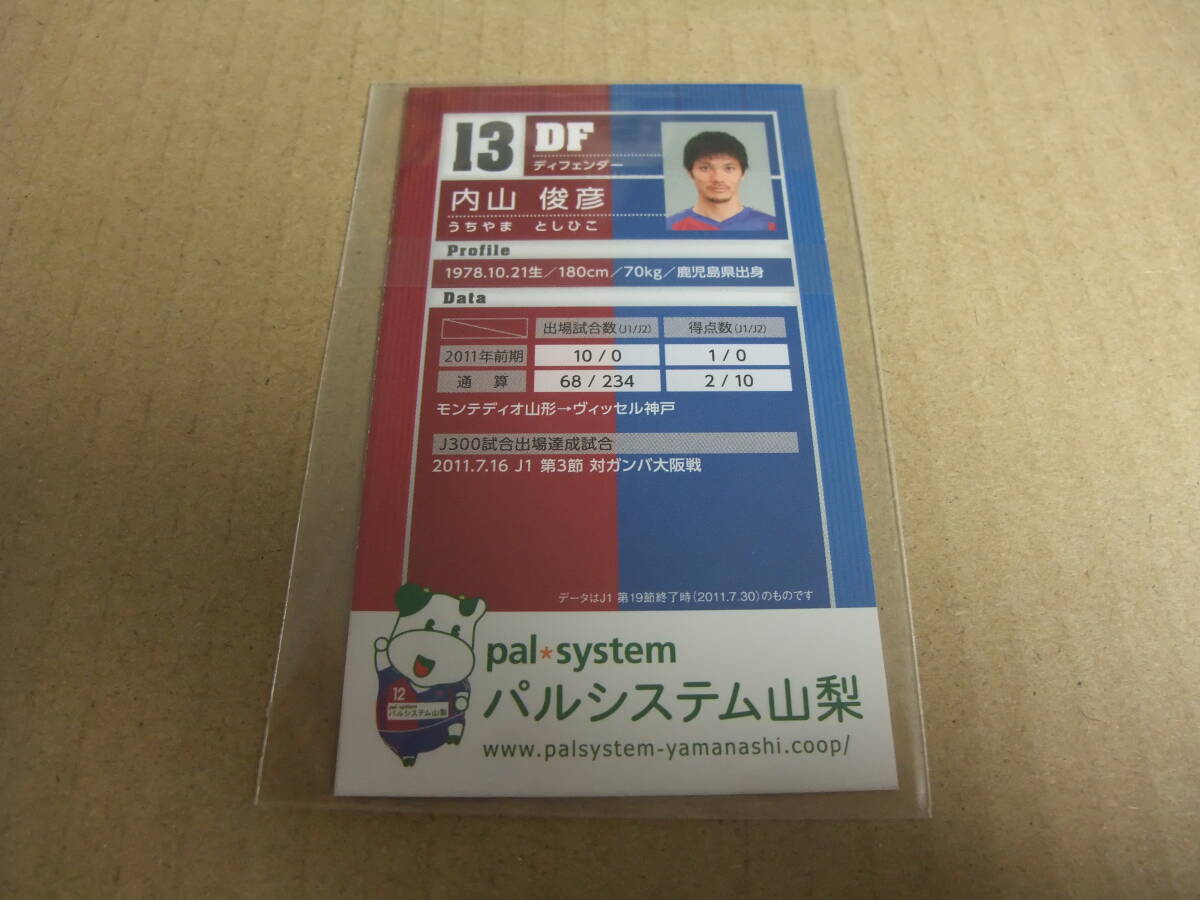 13 DF
ディフェンダー
内山 俊彦
うちやま としひこ
Profile
1978.10.21生／180cm／70kg／鹿児島県出身
Data
出場試合数(J1/J2) 得点数(J1/J2)
2011年前期 10 / 0 1 / 0
通 算 68 / 234 2 / 10
モンテディオ山形→ヴィッセル神戸
J300試合出場達成試合
2011.7.16 J1 第3節 対ガンバ大阪戦
データはJ1 第19節終了時(2011.7.30)のものです
pal*system
パルシステム山梨
www.palsystem-yamanashi.coop/
12
pal*system
パルシステム山梨